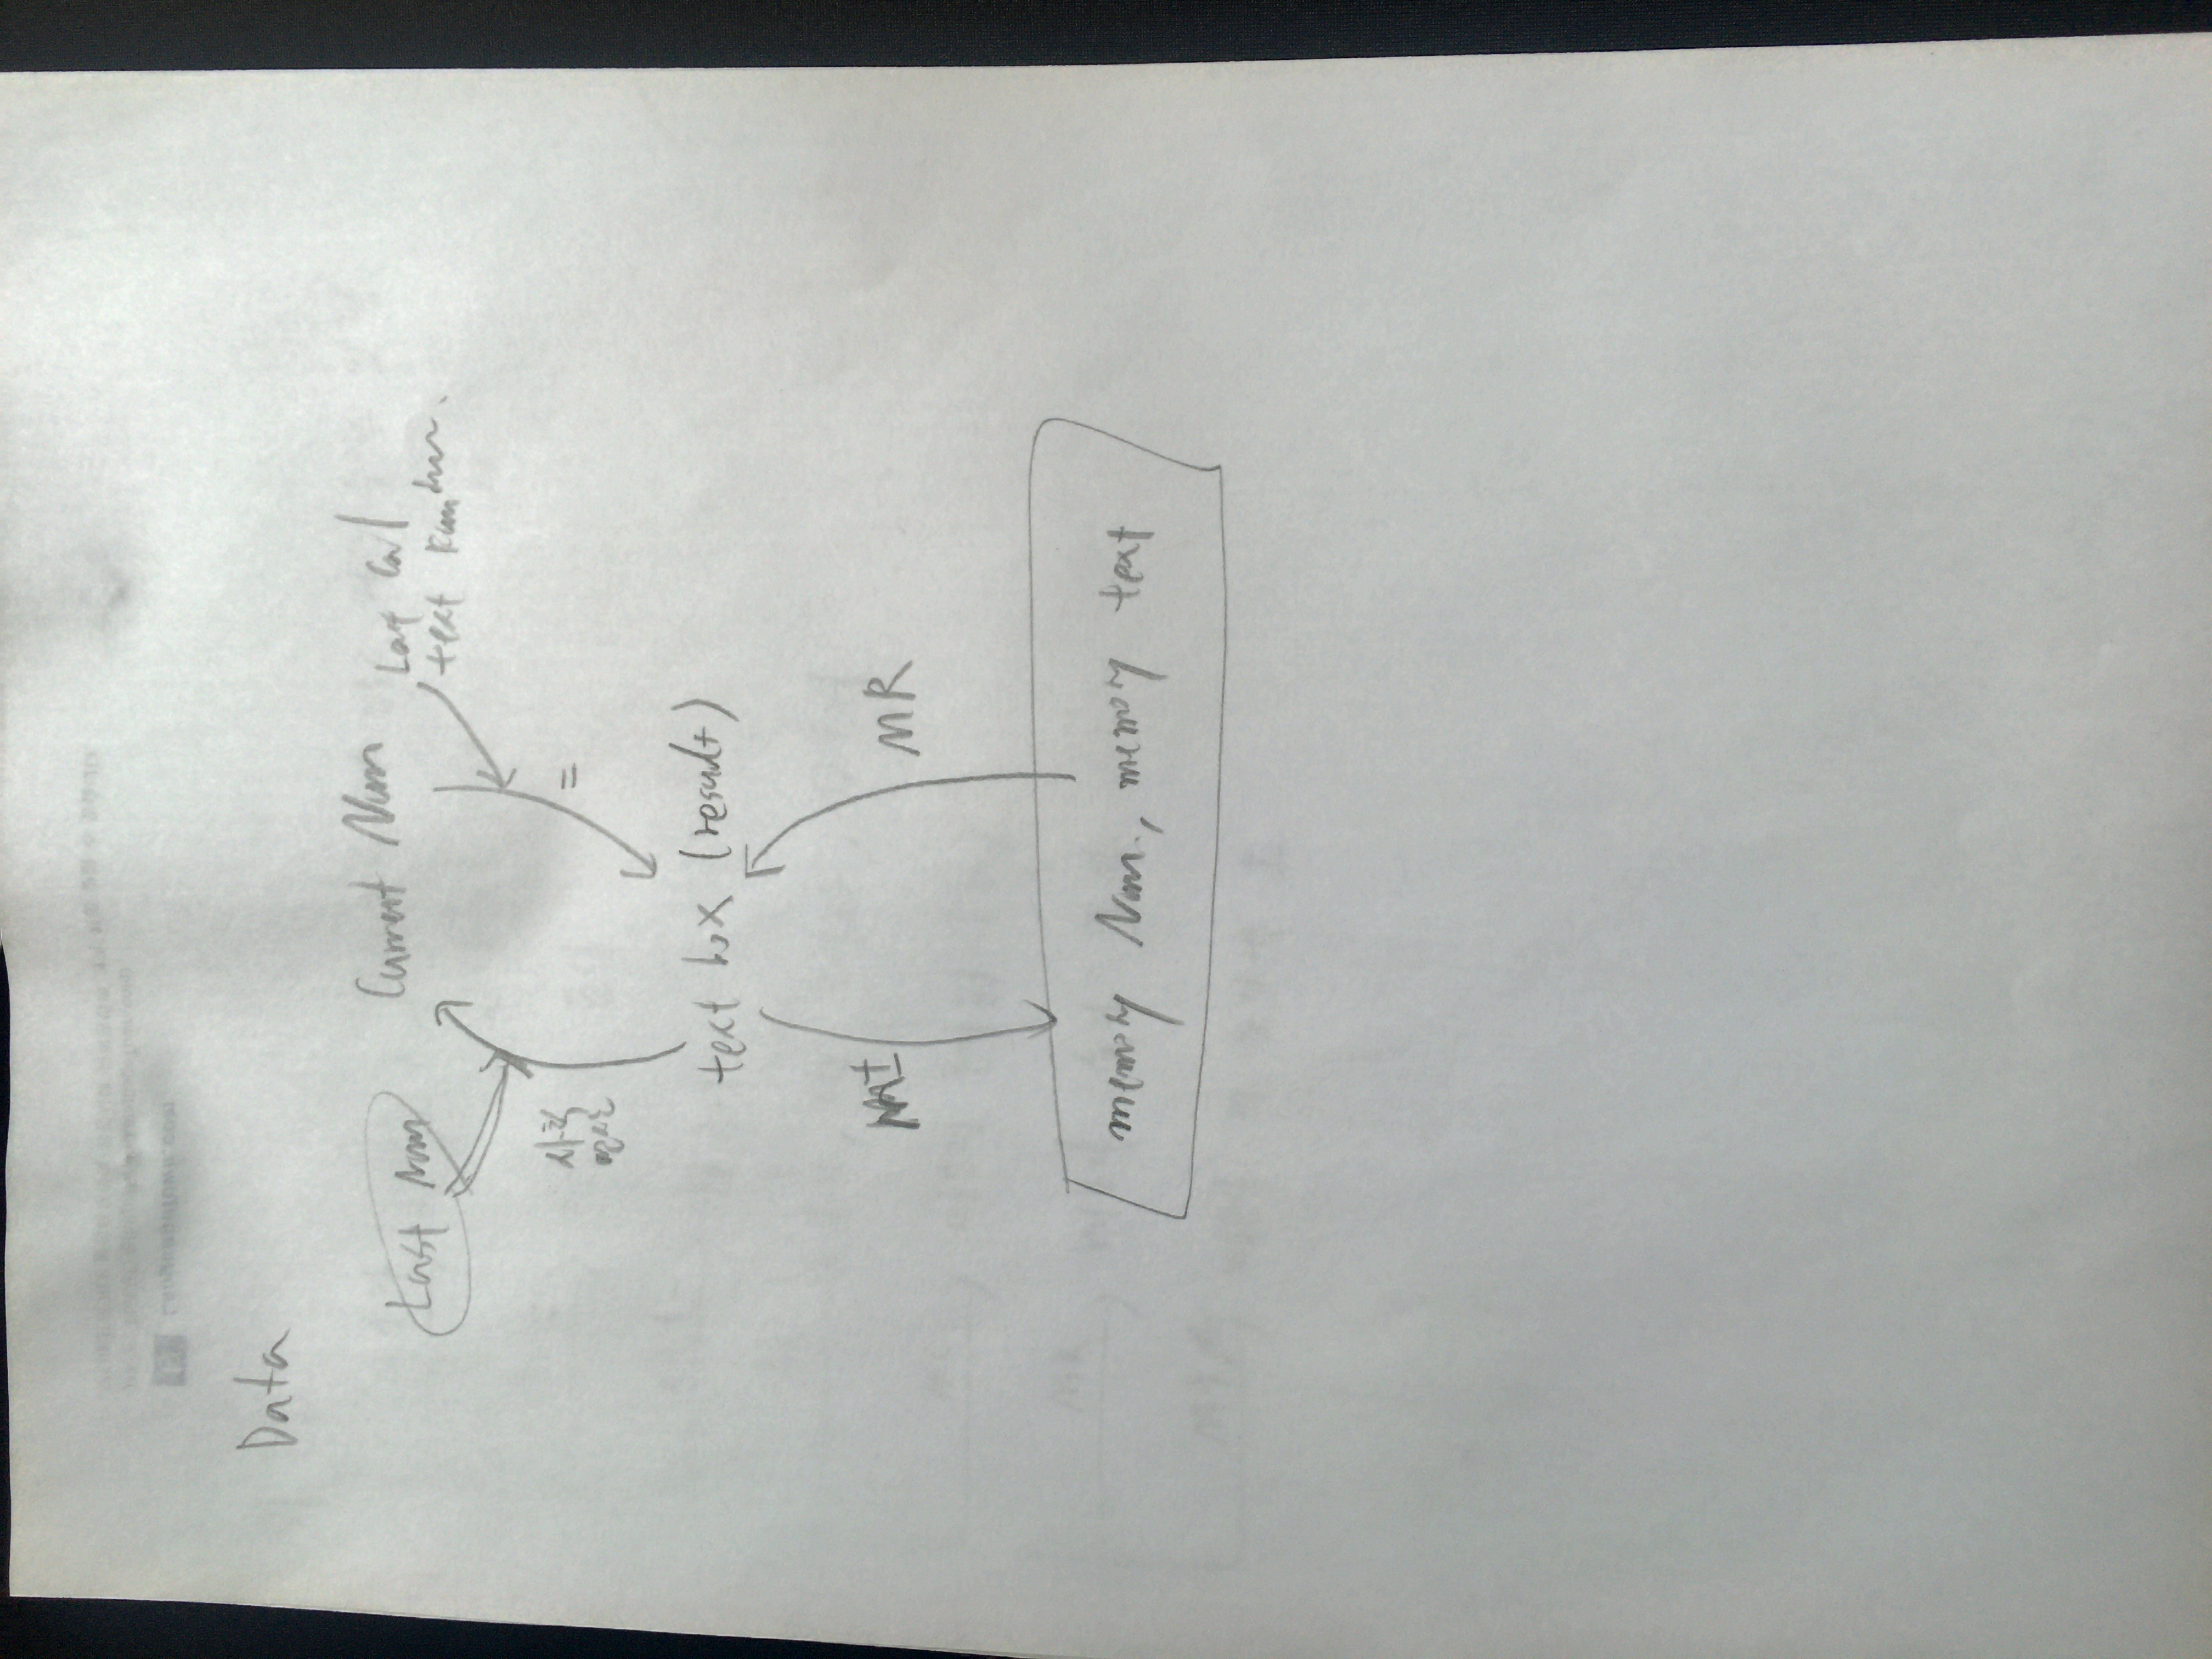 Data
Last Num
Current Num
Last Cal
text
사칙
연산
=
text box (result)
M±
MR
memory Num., memory text